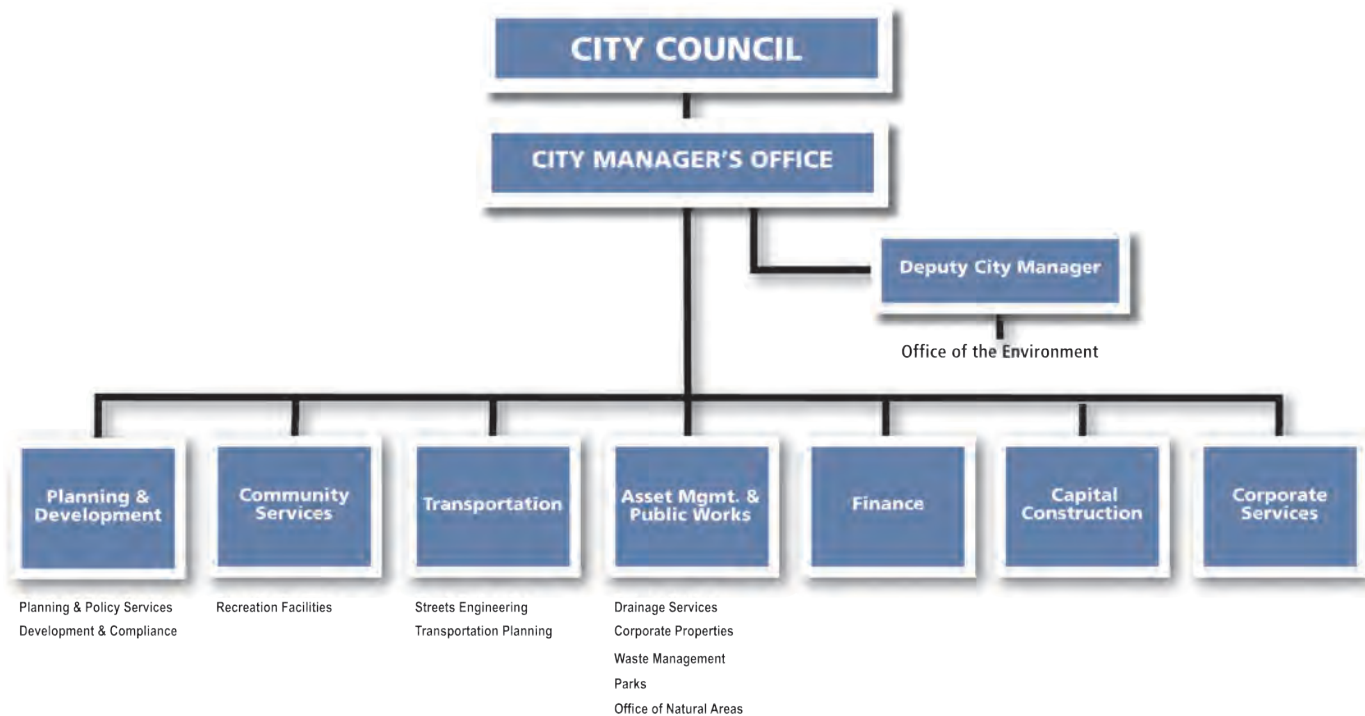 CITY COUNCIL
CITY MANAGER'S OFFICE
Deputy City Manager
Office of the Environment
Planning &
Development
Community
Services
Transportation
Asset Mgmt. &
Public Works
Finance
Capital
Construction
Corporate
Services
Planning & Policy Services
Development & Compliance
Recreation Facilities
Streets Engineering
Transportation Planning
Drainage Services
Corporate Properties
Waste Management
Parks
Office of Natural Areas